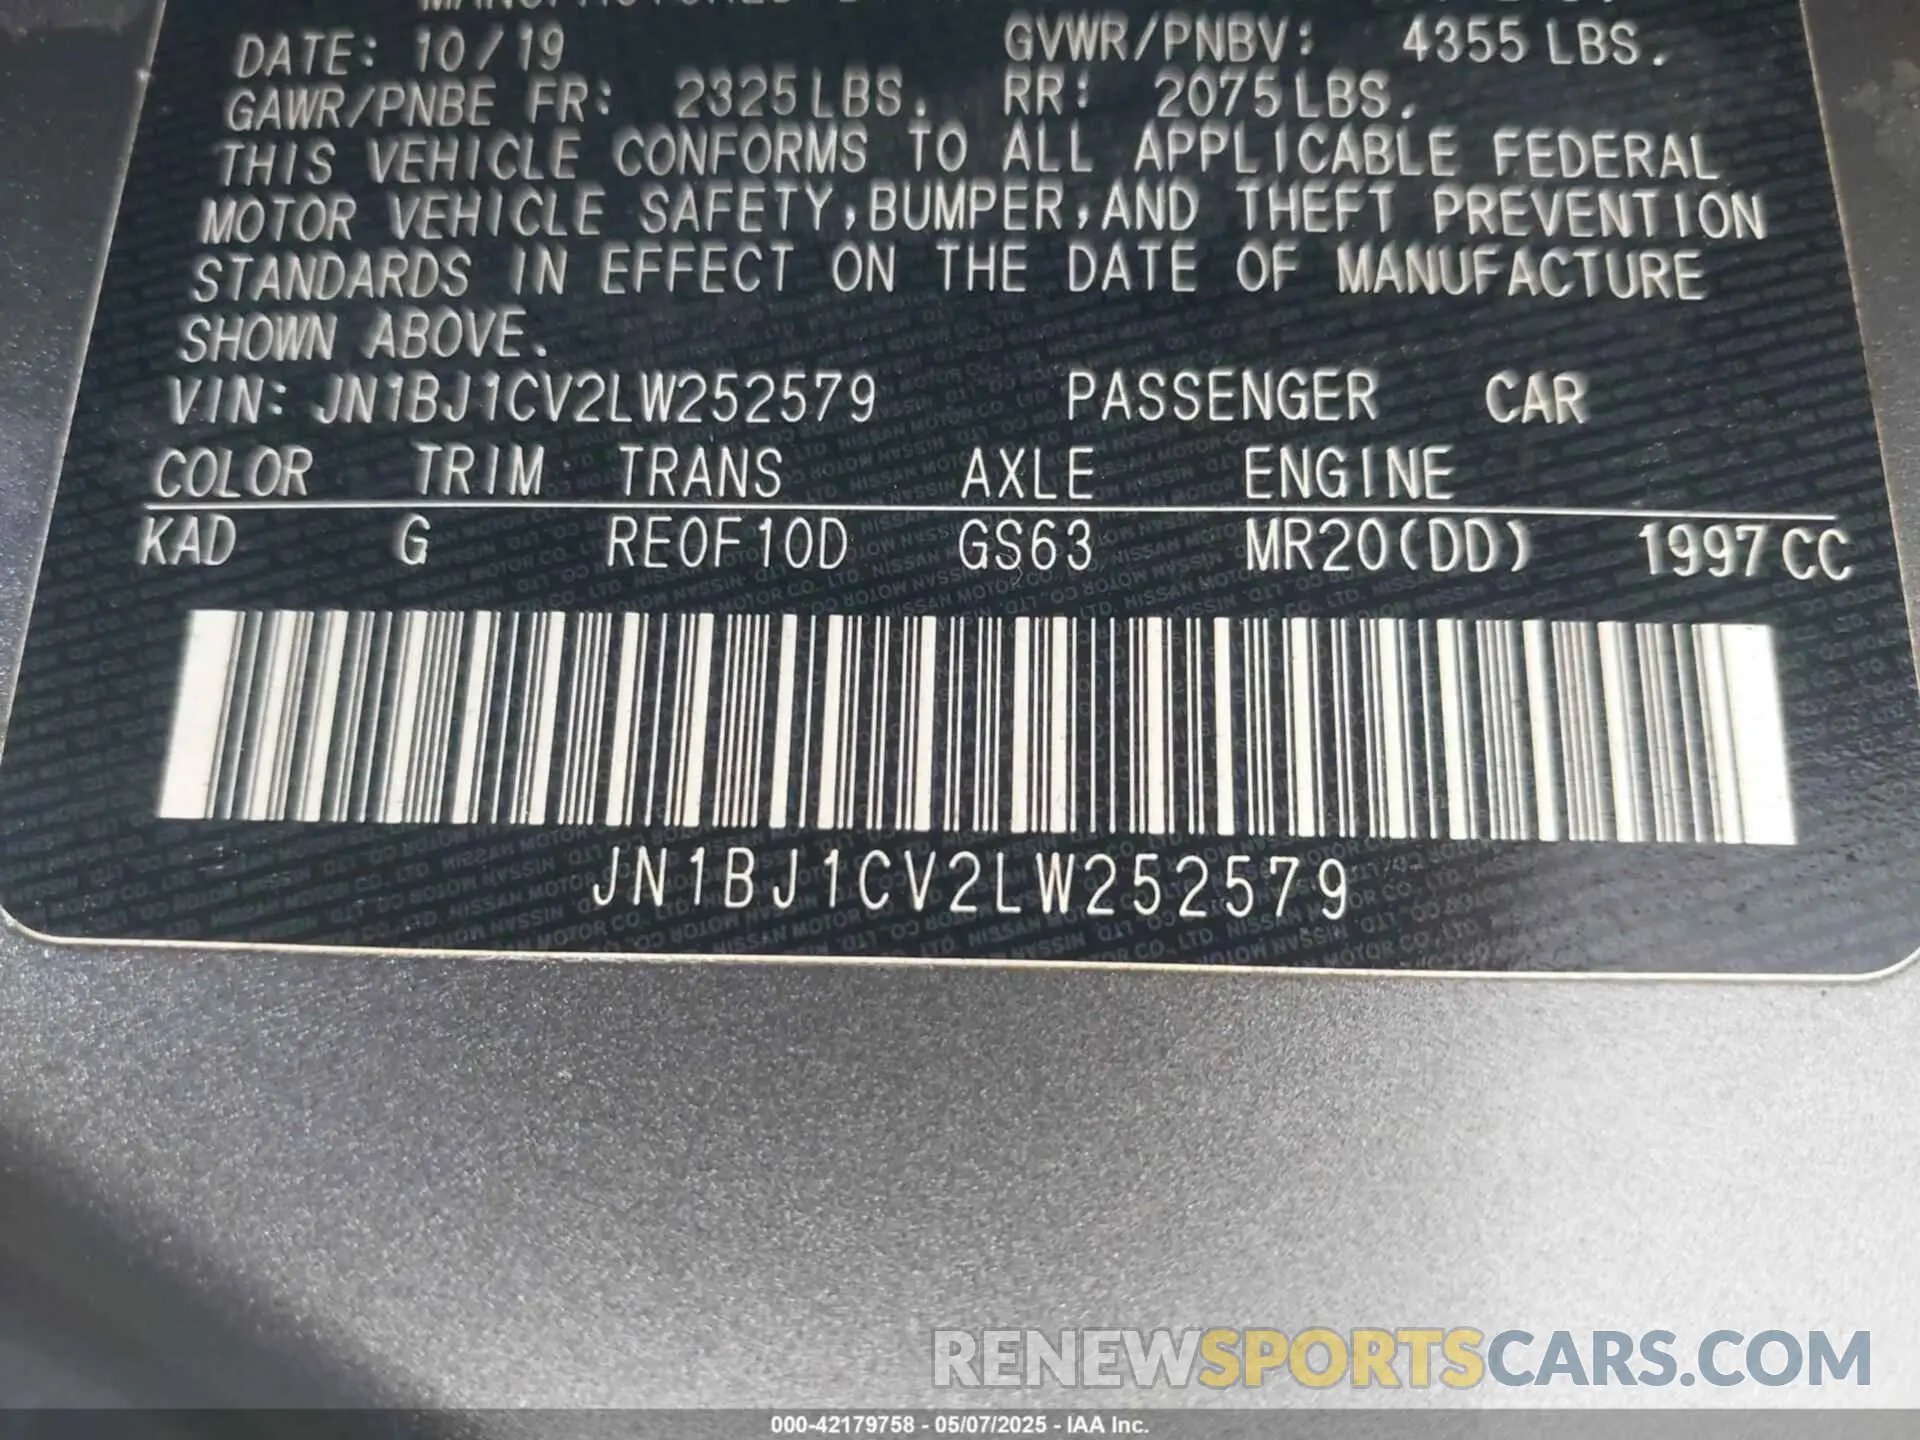 DATE: 10/19 GVWR/PNBV: 4355 LBS.
GAWR/PNBE FR: 2325 LBS. RR: 2075 LBS.
THIS VEHICLE CONFORMS TO ALL APPLICABLE FEDERAL
MOTOR VEHICLE SAFETY, BUMPER, AND THEFT PREVENTION
STANDARDS IN EFFECT ON THE DATE OF MANUFACTURE
SHOWN ABOVE.
VIN: JN1BJ1CV2LW252579 PASSENGER CAR
COLOR TRIM TRANS AXLE ENGINE
KAD G RE0F10D GS63 MR20(DD) 1997 CC
JN1BJ1CV2LW252579
RENEWSPORTSCARS.COM
000-42179758 - 05/07/2025 - IAA Inc.